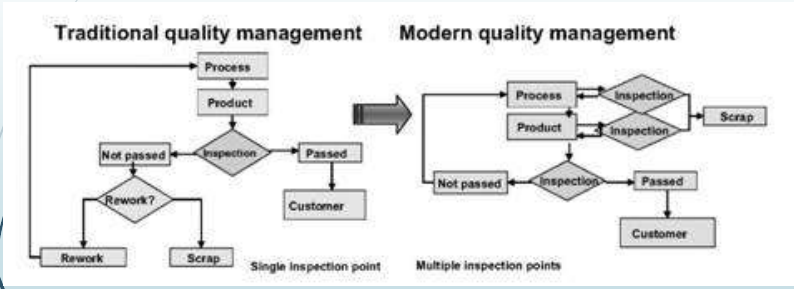 Traditional quality management
Process
Product
Inspection
Not passed
Passed
Rework?
Customer
Rework
Scrap
Single inspection point
Modern quality management
Process
Inspection
Product
Inspection
Scrap
Not passed
Inspection
Passed
Customer
Multiple inspection points